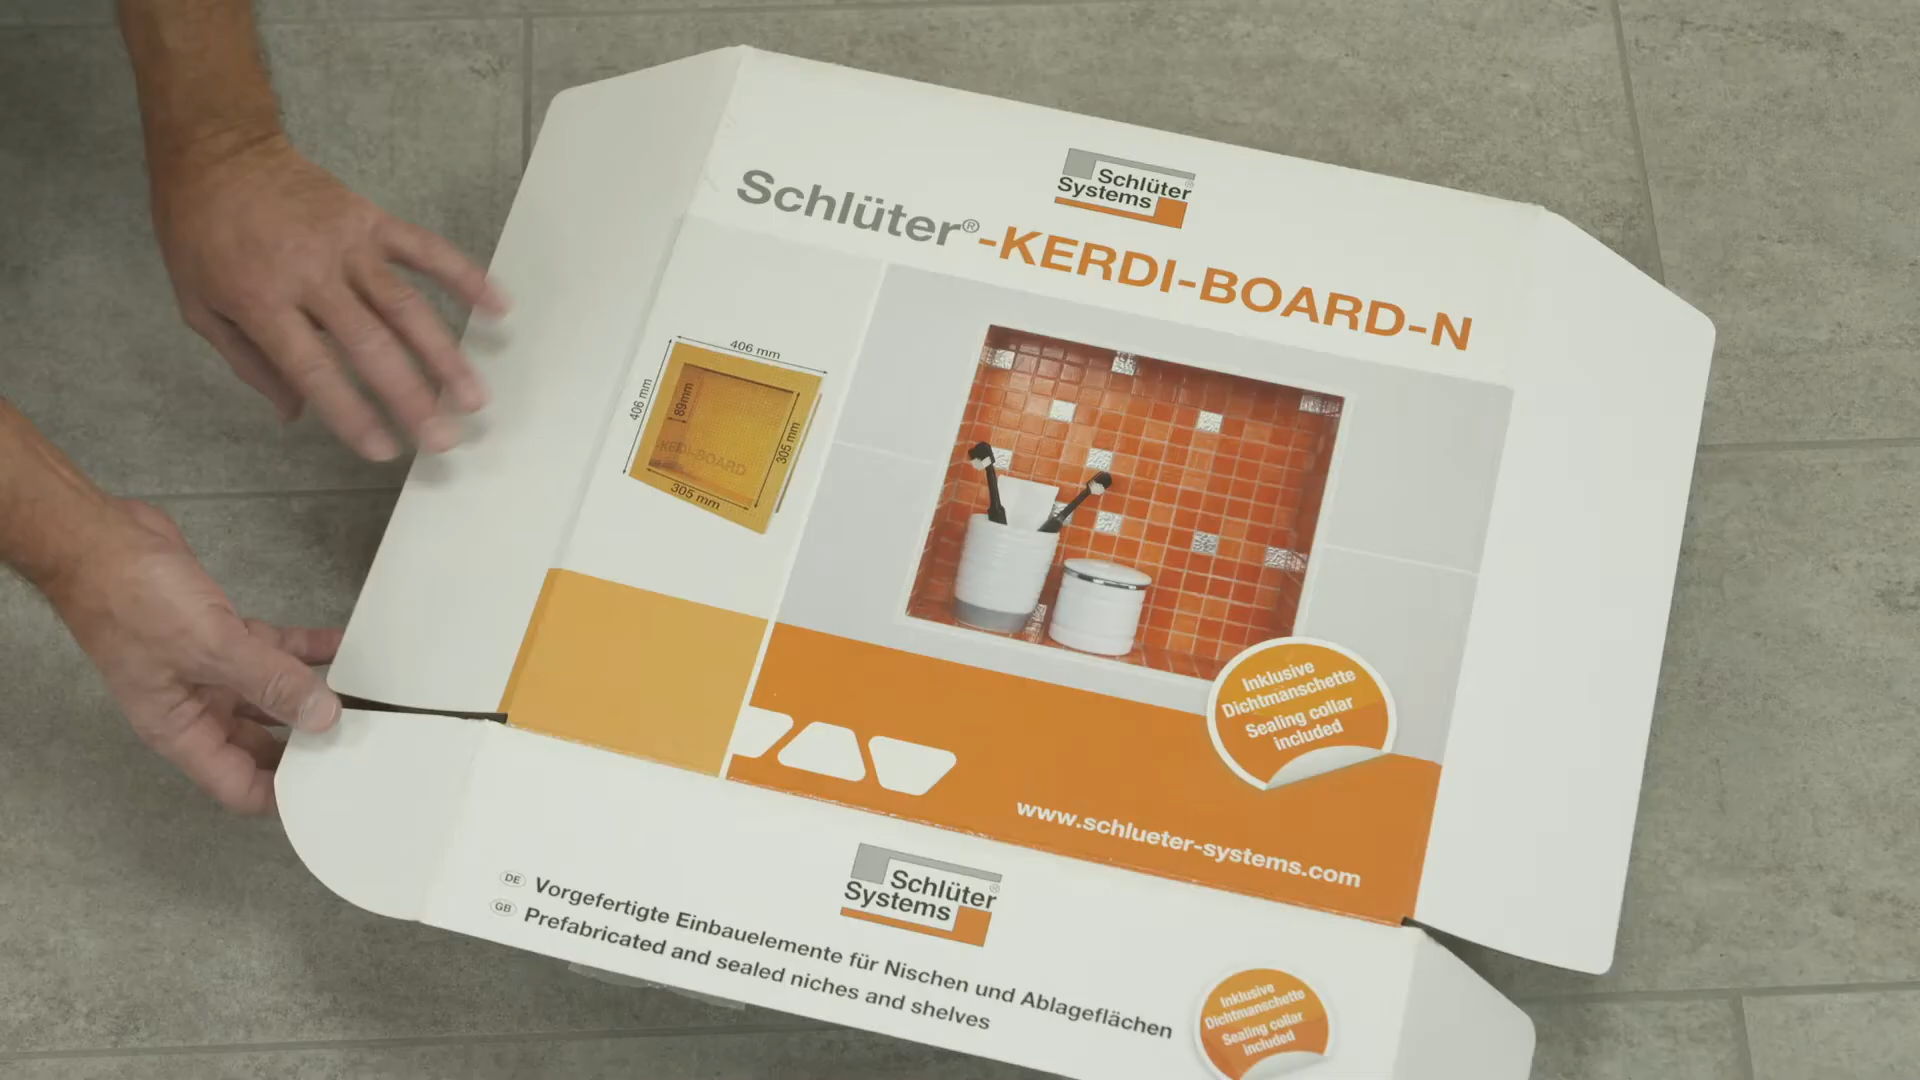 Schlüter®
Systems
Schlüter®-KERDI-BOARD-N
406 mm
406 mm
89mm
305 mm
305 mm
-KERDI-BOARD
Inklusive
Dichtmanschette
Sealing collar
included
www.schlueter-systems.com
Schlüter®
Systems
DE Vorgefertigte Einbauelemente für Nischen und Ablageflächen
GB Prefabricated and sealed niches and shelves
Inklusive
Dichtmanschette
Sealing collar
included